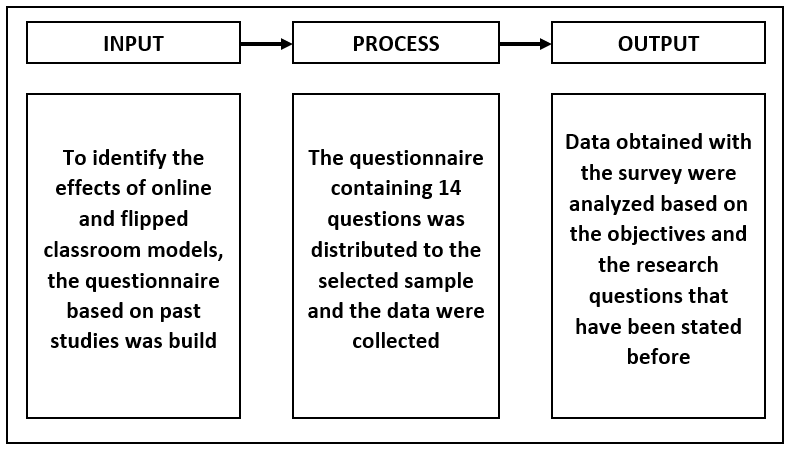 INPUT
PROCESS
OUTPUT
To identify the
effects of online
and flipped
classroom models,
the questionnaire
based on past
studies was build
The questionnaire
containing 14
questions was
distributed to the
selected sample
and the data were
collected
Data obtained with
the survey were
analyzed based on
the objectives and
the research
questions that
have been stated
before